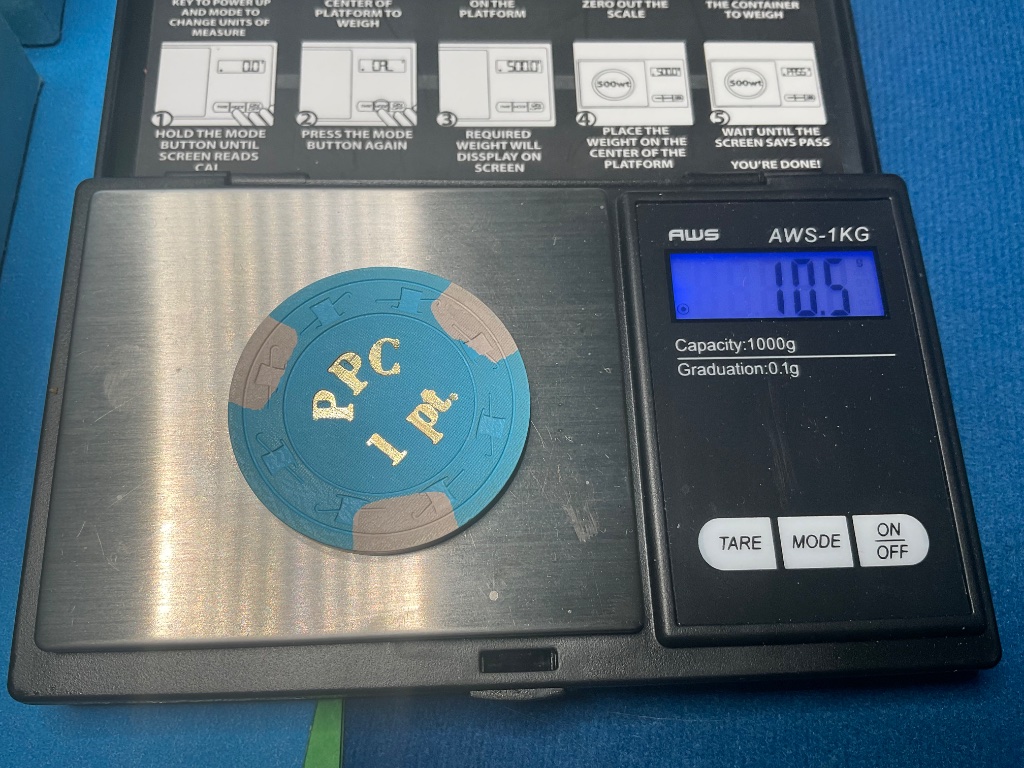 KEY TO POWER UP
AND MODE TO
CHANGE UNITS OF
MEASURE
CENTER OF
PLATFORM TO
WEIGH
ON THE
PLATFORM
ZERO OUT THE
SCALE
THE CONTAINER
TO WEIGH
0.0
CAL
500.0
500wt
500.0
500wt
PASS
1
HOLD THE MODE
BUTTON UNTIL
SCREEN READS
CAL
2
PRESS THE MODE
BUTTON AGAIN
3
REQUIRED
WEIGHT WILL
DISSPLAY ON
SCREEN
4
PLACE THE
WEIGHT ON THE
CENTER OF THE
PLATFORM
5
WAIT UNTIL THE
SCREEN SAYS PASS
YOU'RE DONE!
AWS AWS-1KG
10.5 g
Capacity:1000g
Graduation:0.1g
TARE MODE ON
OFF
PPC
1 pt.